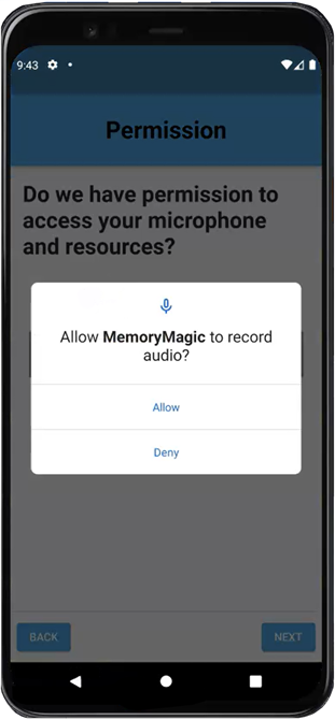 9:43
Permission
Do we have permission to
access your microphone
and resources?
Allow MemoryMagic to record
audio?
Allow
Deny
BACK
NEXT